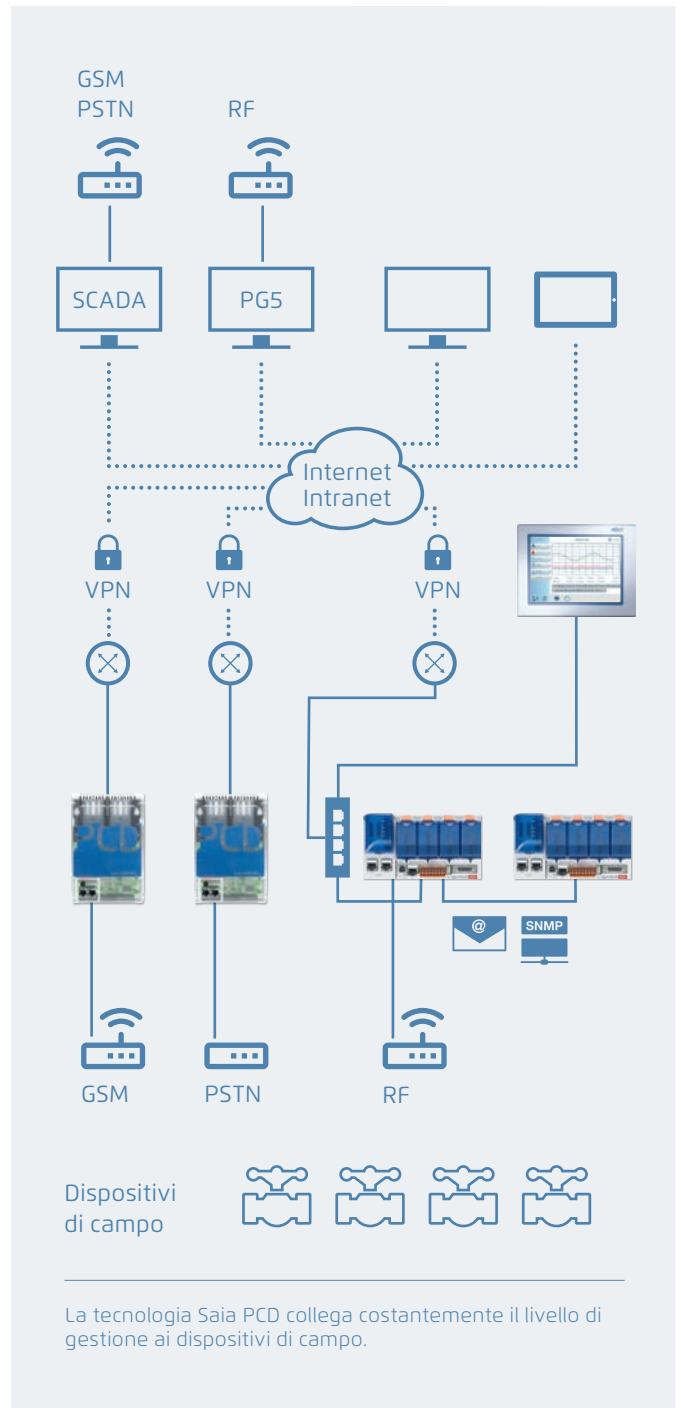 GSM
PSTN
RF
SCADA
PG5
Internet
Intranet
VPN
VPN
VPN
PCD
PCD
@
SNMP
GSM
PSTN
RF
Dispositivi
di campo
La tecnologia Saia PCD collega costantemente il livello di
gestione ai dispositivi di campo.